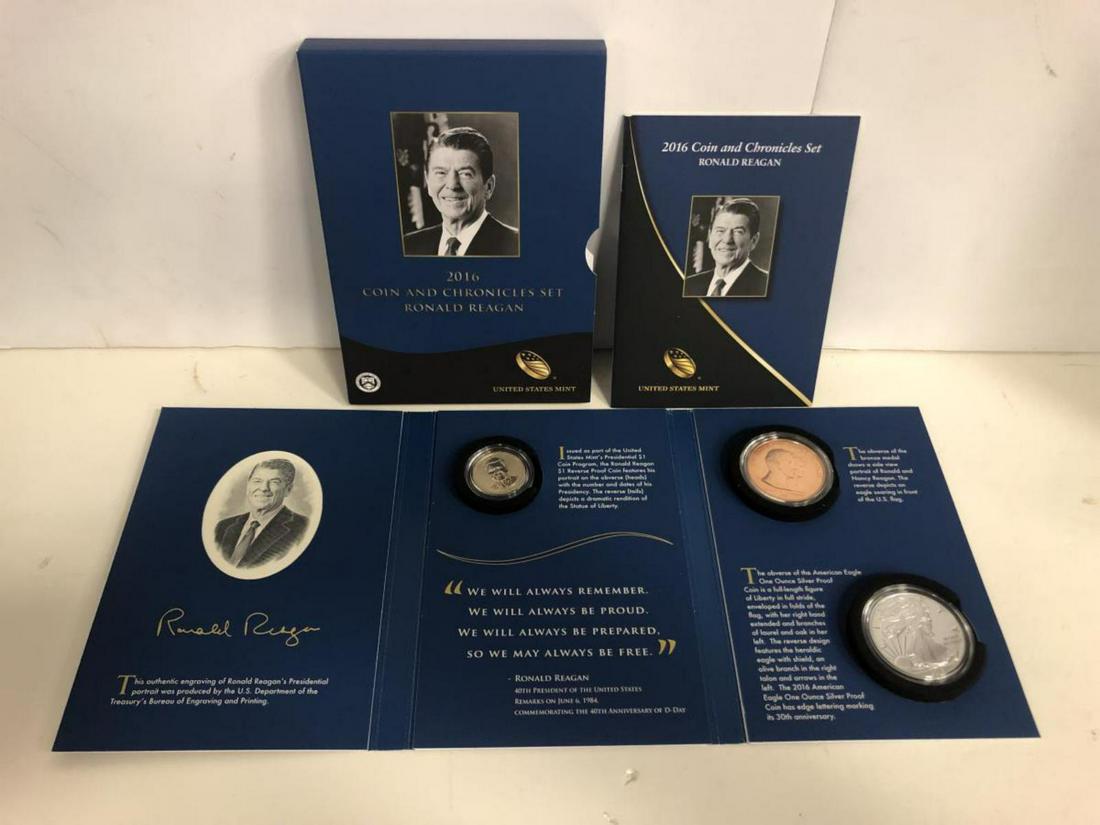 2016
COIN AND CHRONICLES SET
RONALD REAGAN
UNITED STATES MINT
2016 Coin and Chronicles Set
RONALD REAGAN
UNITED STATES MINT
Ronald Reagan
This authentic engraving of Ronald Reagan's Presidential
portrait was produced by the U.S. Department of the
Treasury's Bureau of Engraving and Printing.
Issued as part of the United
States Mint's Presidential $1
Coin Program, the Ronald Reagan
$1 Reverse Proof Coin features his
portrait on the obverse (heads)
with the number and dates of his
Presidency. The reverse (tails)
depicts a dramatic rendition of
the Statue of Liberty.
“WE WILL ALWAYS REMEMBER.
WE WILL ALWAYS BE PROUD.
WE WILL ALWAYS BE PREPARED,
SO WE MAY ALWAYS BE FREE.”
- RONALD REAGAN
40TH PRESIDENT OF THE UNITED STATES
REMARKS ON JUNE 6, 1984,
COMMEMORATING THE 40TH ANNIVERSARY OF D-DAY
The obverse of the
bronze medal
shows a side view
portrait of Ronald and
Nancy Reagan. The
reverse depicts an
eagle soaring in front
of the U.S. flag.
The obverse of the American Eagle
One Ounce Silver Proof
Coin is a full-length figure
of Liberty in full stride,
enveloped in folds of the
flag, with her right hand
extended and branches
of laurel and oak in her
left. The reverse design
features the heraldic
eagle with shield, an
olive branch in the right
talon and arrows in the
left. The 2016 American
Eagle One Ounce Silver Proof
Coin has edge lettering marking
its 30th anniversary.